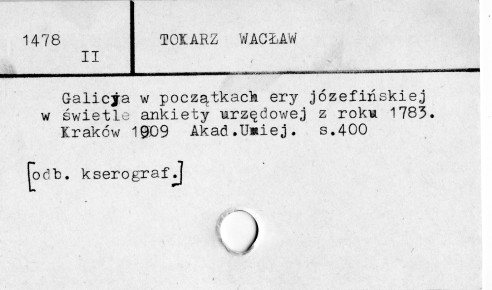 1478
II
TOKARZ WACŁAW
Galicja w początkach ery józefińskiej
w świetle ankiety urzędowej z roku 1783.
Kraków 1909 Akad.Umiej. s.400
[odb. kserograf.]